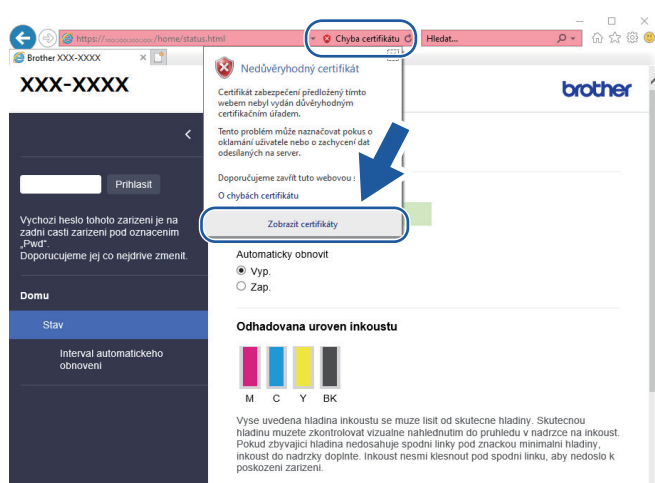 https://xxx.xxx.xxx.xxx/home/status.html
Chyba certifikátu
Hledat...
Brother XXX-XXXX
XXX-XXXX
brother
Nedůvěryhodný certifikát
Certifikát zabezpečení předložený tímto
webem nebyl vydán důvěryhodným
certifikačním úřadem.
Tento problém může naznačovat pokus o
oklamání uživatele nebo o zachycení dat
odesílaných na server.
Doporučujeme zavřít tuto webovou
O chybách certifikátu
Zobrazit certifikáty
Prihlasit
Vychozi heslo tohoto zarizeni je na
zadni casti zarizeni pod oznacenim
„Pwd".
Doporucujeme jej co nejdrive zmenit.
Domu
Stav
Interval automatickeho
obnoveni
Automaticky obnovit
Vyp.
Zap.
Odhadovana uroven inkoustu
M C Y BK
Vyse uvedena hladina inkoustu se muze lisit od skutecne hladiny. Skutecnou
hladinu muzete zkontrolovat vizualne nahlednutim do pruhledu v nadrzce na inkoust.
Pokud zbyvajici hladina nedosahuje spodni linky pod znackou minimalni hladiny,
inkoust do nadrzky doplnte. Inkoust nesmi klesnout pod spodni linku, aby nedoslo k
poskozeni zarizeni.